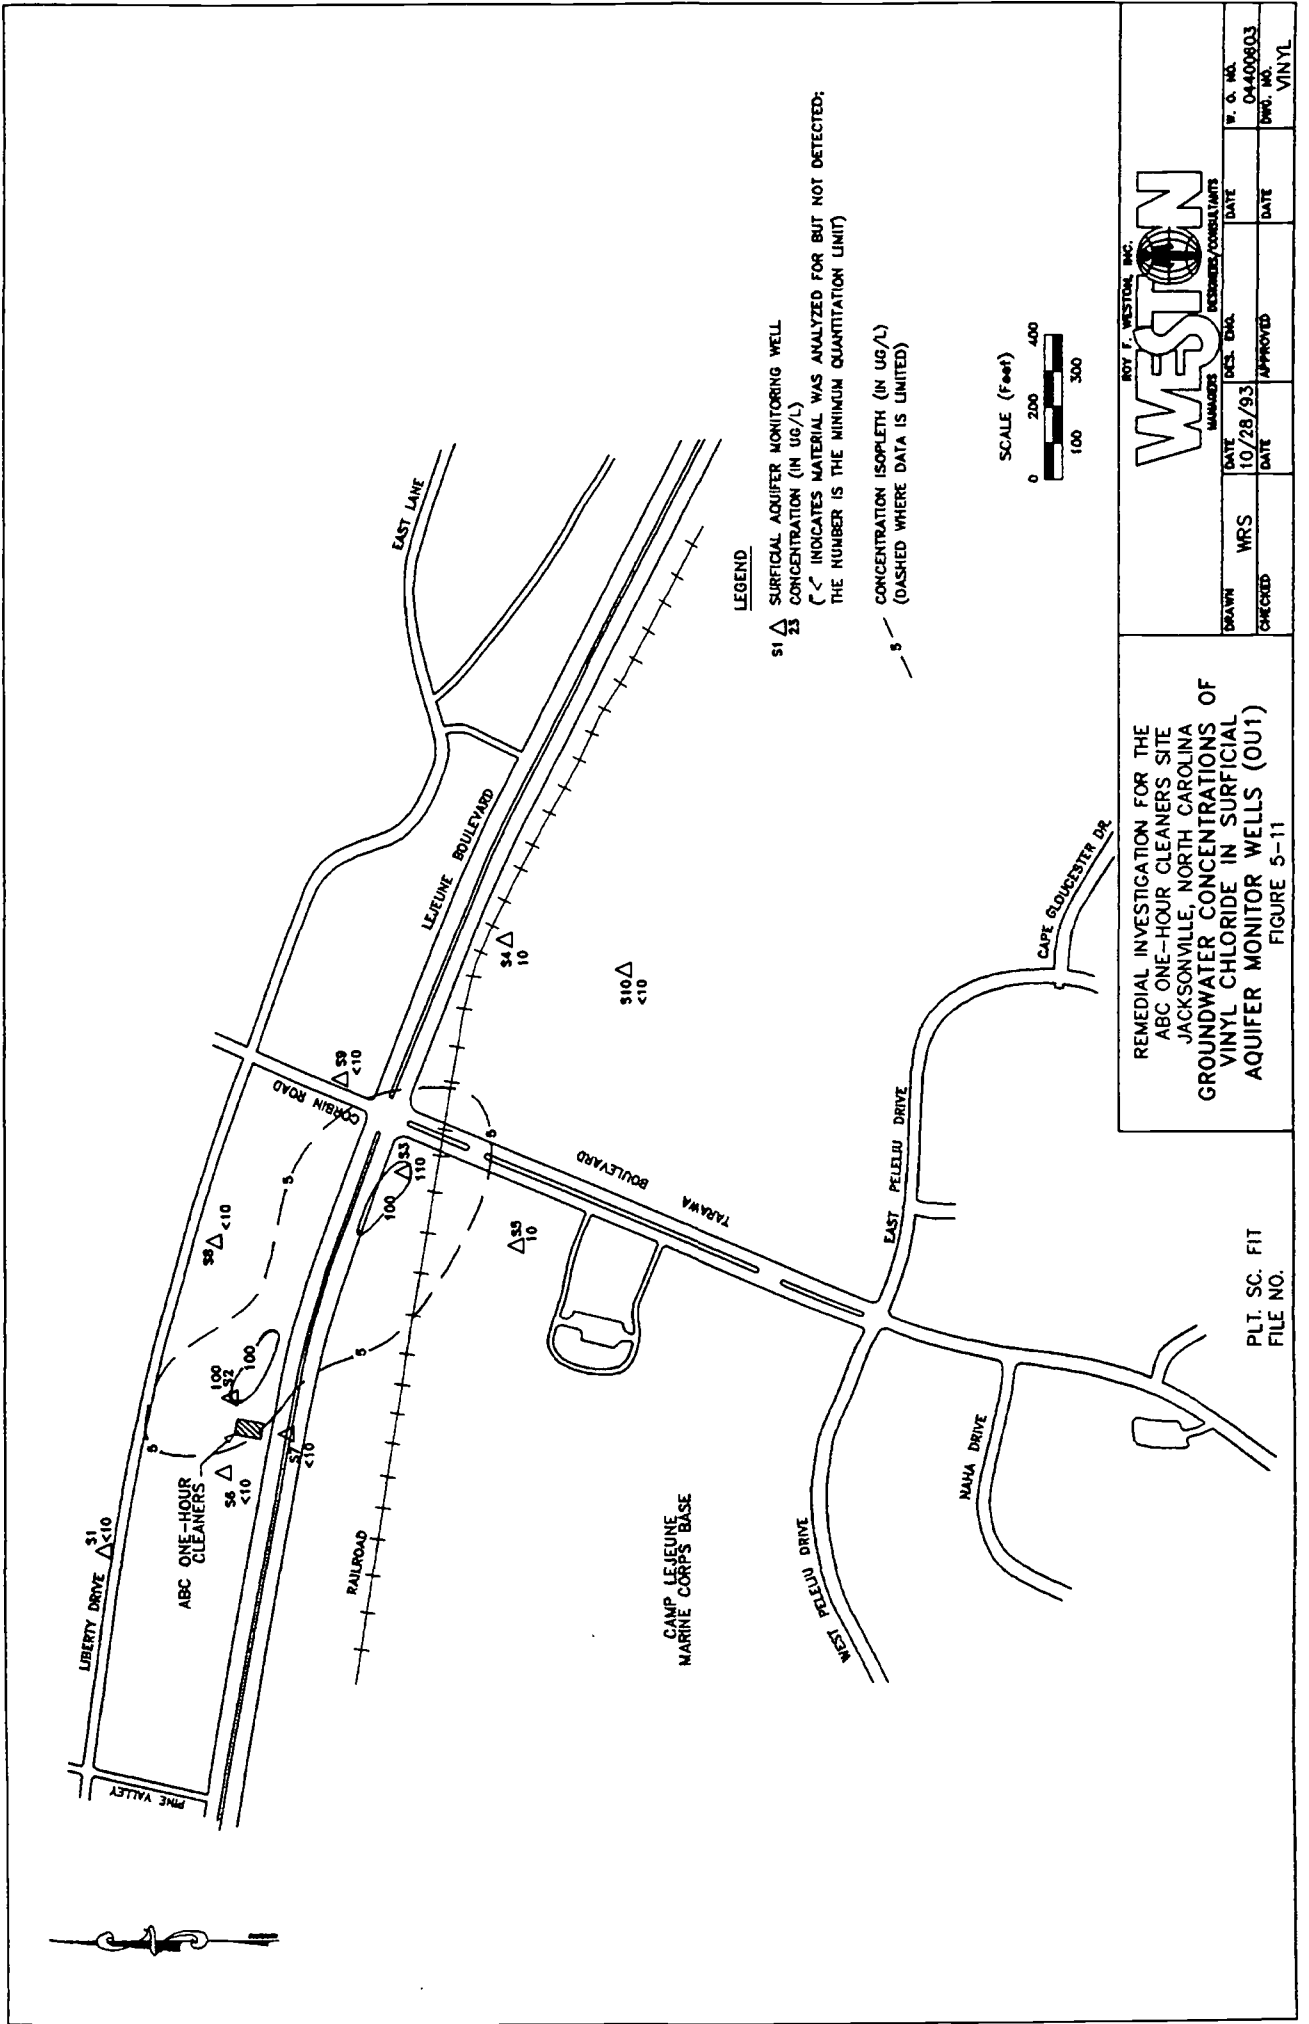 PINE VALLEY
LIBERTY DRIVE
S1
<10
ABC ONE-HOUR
CLEANERS
S6
<10
5
100
S2
100
S7
<10
S8
<10
5
5
CORBIN ROAD
S9
<10
100
S3
110
5
S5
10
S4
10
S10
<10
EAST LANE
LEJEUNE BOULEVARD
RAILROAD
CAMP LEJEUNE
MARINE CORPS BASE
TARAWA
BOULEVARD
WEST PELELIU DRIVE
EAST PELELIU DRIVE
NAHA DRIVE
CAPE GLOUCESTER DR.
LEGEND
S1
23
SURFICIAL AQUIFER MONITORING WELL
CONCENTRATION (IN UG/L)
("<" INDICATES MATERIAL WAS ANALYZED FOR BUT NOT DETECTED;
THE NUMBER IS THE MINIMUM QUANTITATION LIMIT)
5
CONCENTRATION ISOPLETH (IN UG/L)
(DASHED WHERE DATA IS LIMITED)
SCALE (Feet)
0 200 400
100 300
PLT. SC. FIT
FILE NO.
REMEDIAL INVESTIGATION FOR THE
ABC ONE-HOUR CLEANERS SITE
JACKSONVILLE, NORTH CAROLINA
GROUNDWATER CONCENTRATIONS OF
VINYL CHLORIDE IN SURFICIAL
AQUIFER MONITOR WELLS (OU1)
FIGURE 5-11
ROY F. WESTON, INC.
WESTON
MANAGERS DESIGNERS/CONSULTANTS
DRAWN WRS
DATE 10/28/93
DES. ENG.
DATE
W. O. NO. 04400603
CHECKED
DATE
APPROVED
DATE
DWG. NO. VINYL